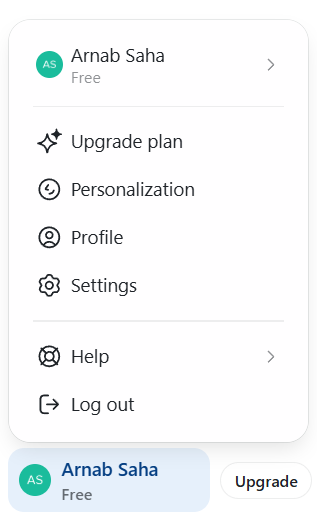 AS Arnab Saha
Free
Upgrade plan
Personalization
Profile
Settings
Help
Log out
AS Arnab Saha
Free
Upgrade